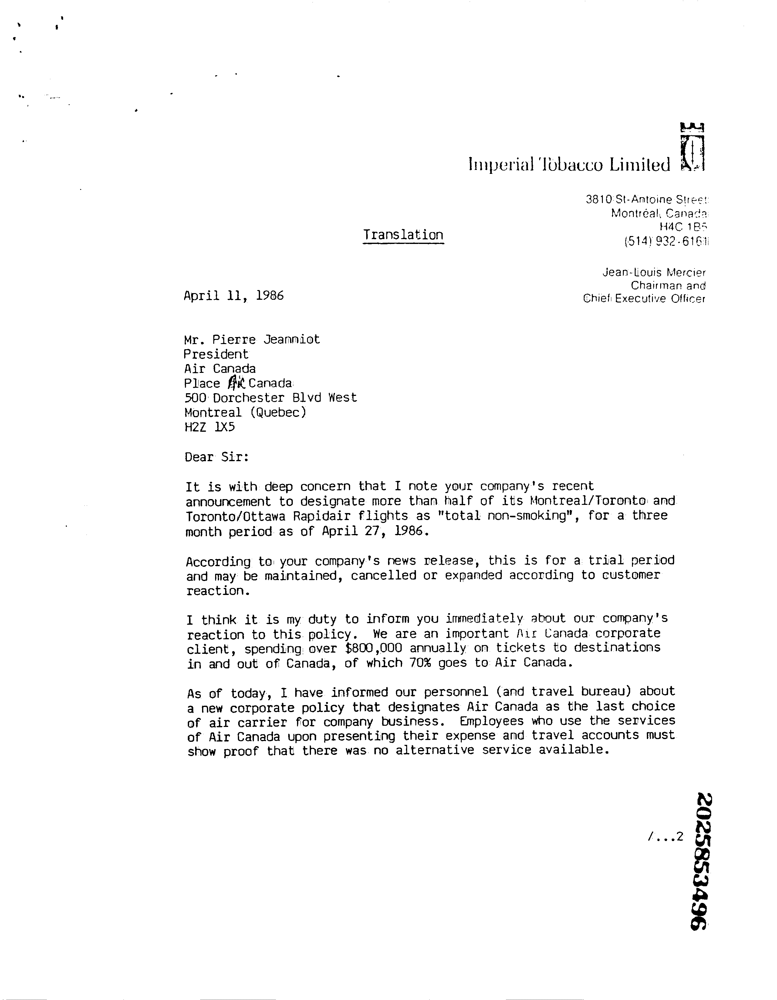 Imperial Tobacco Limited
3810 St-Antoine Street
Montréal, Canada
H4C 1B5
(514) 932-6161
Translation
Jean-Louis Mercier
Chairman and
Chief Executive Officer
April 11, 1986
Mr. Pierre Jeanniot
President
Air Canada
Place Air Canada
500 Dorchester Blvd West
Montreal (Quebec)
H2Z 1X5
Dear Sir:
It is with deep concern that I note your company's recent
announcement to designate more than half of its Montreal/Toronto and
Toronto/Ottawa Rapidair flights as "total non-smoking", for a three
month period as of April 27, 1986.
According to your company's news release, this is for a trial period
and may be maintained, cancelled or expanded according to customer
reaction.
I think it is my duty to inform you immediately about our company's
reaction to this policy. We are an important Air Canada corporate
client, spending over $800,000 annually on tickets to destinations
in and out of Canada, of which 70% goes to Air Canada.
As of today, I have informed our personnel (and travel bureau) about
a new corporate policy that designates Air Canada as the last choice
of air carrier for company business. Employees who use the services
of Air Canada upon presenting their expense and travel accounts must
show proof that there was no alternative service available.
/...2
2025853496